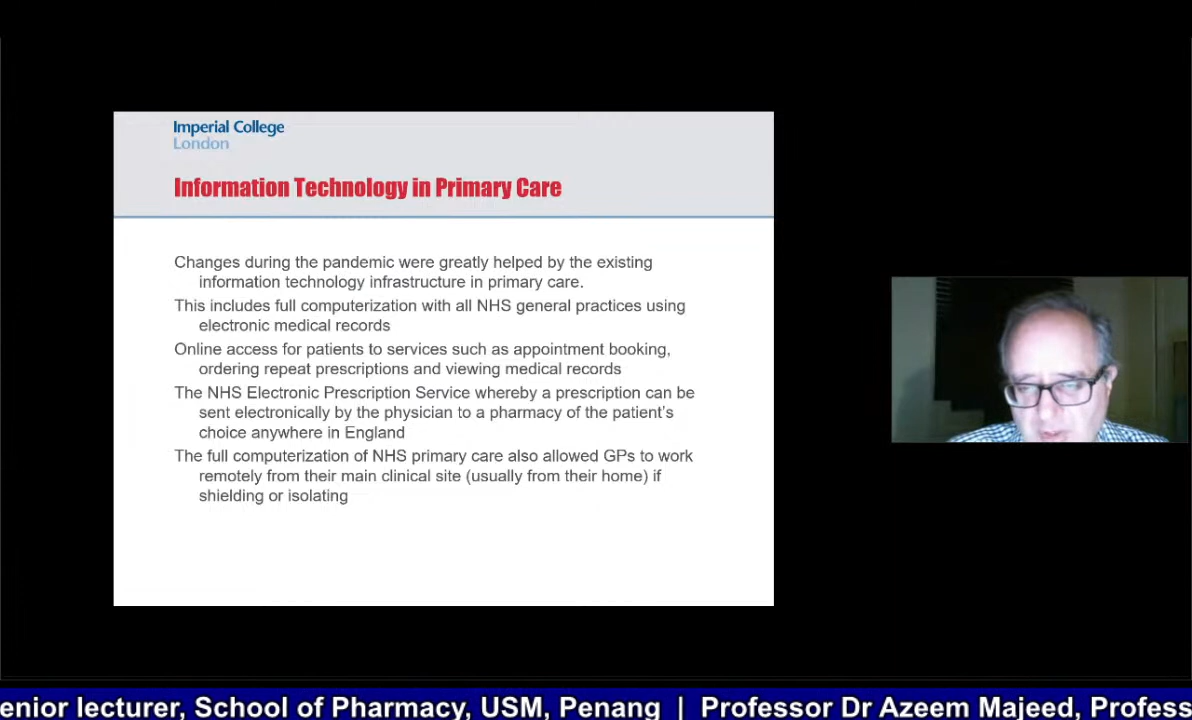 Imperial College
London
Information Technology in Primary Care
Changes during the pandemic were greatly helped by the existing
information technology infrastructure in primary care.
This includes full computerization with all NHS general practices using
electronic medical records
Online access for patients to services such as appointment booking,
ordering repeat prescriptions and viewing medical records
The NHS Electronic Prescription Service whereby a prescription can be
sent electronically by the physician to a pharmacy of the patient's
choice anywhere in England
The full computerization of NHS primary care also allowed GPs to work
remotely from their main clinical site (usually from their home) if
shielding or isolating
enior lecturer, School of Pharmacy, USM, Penang | Professor Dr Azeem Majeed, Profess